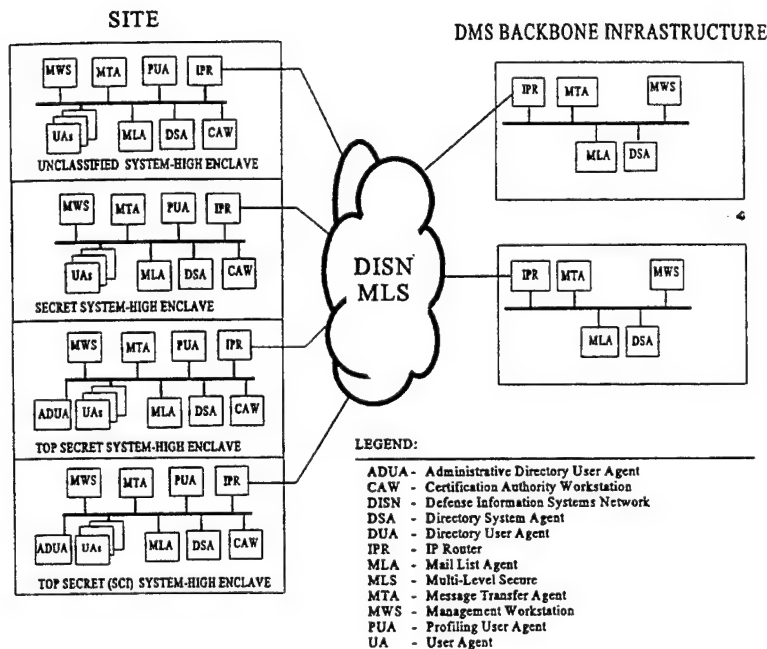 SITE
MWS MTA PUA IPR
UAs MLA DSA CAW
UNCLASSIFIED SYSTEM-HIGH ENCLAVE
MWS MTA PUA IPR
UAs MLA DSA CAW
SECRET SYSTEM-HIGH ENCLAVE
MWS MTA PUA IPR
ADUA UAs MLA DSA CAW
TOP SECRET SYSTEM-HIGH ENCLAVE
MWS MTA PUA IPR
ADUA UAs MLA DSA CAW
TOP SECRET (SCI) SYSTEM-HIGH ENCLAVE
DISN
MLS
DMS BACKBONE INFRASTRUCTURE
IPR MTA MWS
MLA DSA
IPR MTA MWS
MLA DSA
LEGEND:
ADUA - Administrative Directory User Agent
CAW - Certification Authority Workstation
DISN - Defense Information Systems Network
DSA - Directory System Agent
DUA - Directory User Agent
IPR - IP Router
MLA - Mail List Agent
MLS - Multi-Level Secure
MTA - Message Transfer Agent
MWS - Management Workstation
PUA - Profiling User Agent
UA - User Agent